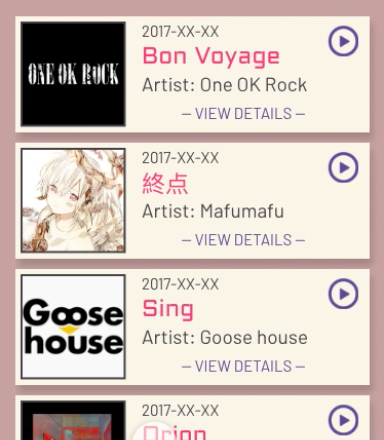 ONE OK ROCK
2017-XX-XX
Bon Voyage
Artist: One OK Rock
— VIEW DETAILS —
2017-XX-XX
終点
Artist: Mafumafu
— VIEW DETAILS —
Goose
house
2017-XX-XX
Sing
Artist: Goose house
— VIEW DETAILS —
2017-XX-XX
Orion